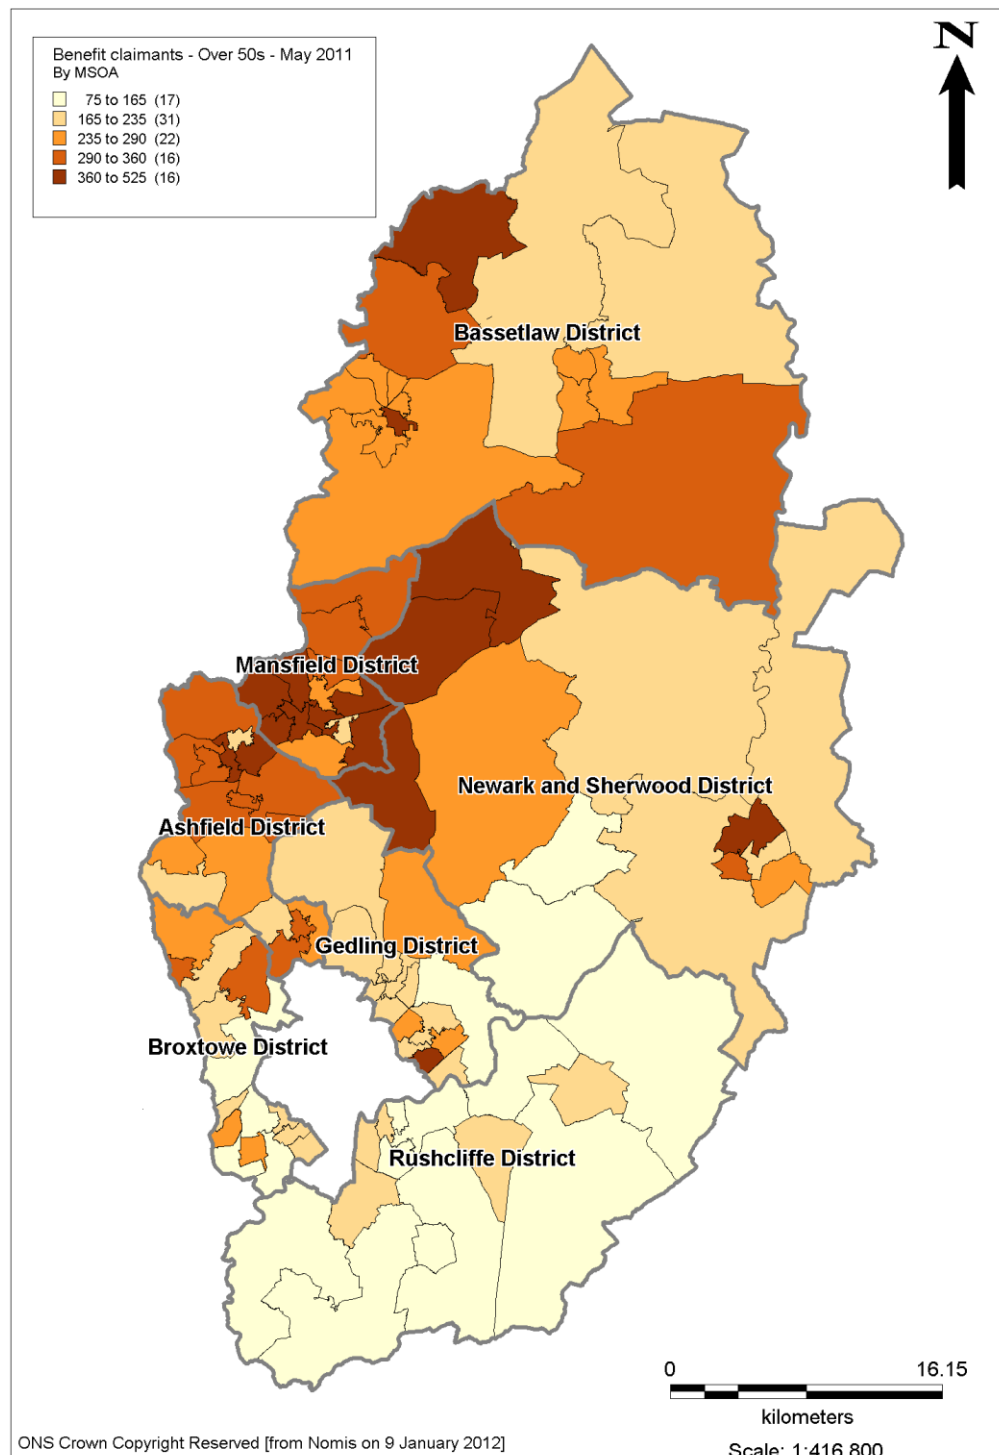 Benefit claimants - Over 50s - May 2011
By MSOA
75 to 165 (17)
165 to 235 (31)
235 to 290 (22)
290 to 360 (16)
360 to 525 (16)
N
Bassetlaw District
Mansfield District
Newark and Sherwood District
Ashfield District
Gedling District
Broxtowe District
Rushcliffe District
0 16.15
kilometers
Scale: 1:416,800
ONS Crown Copyright Reserved [from Nomis on 9 January 2012]